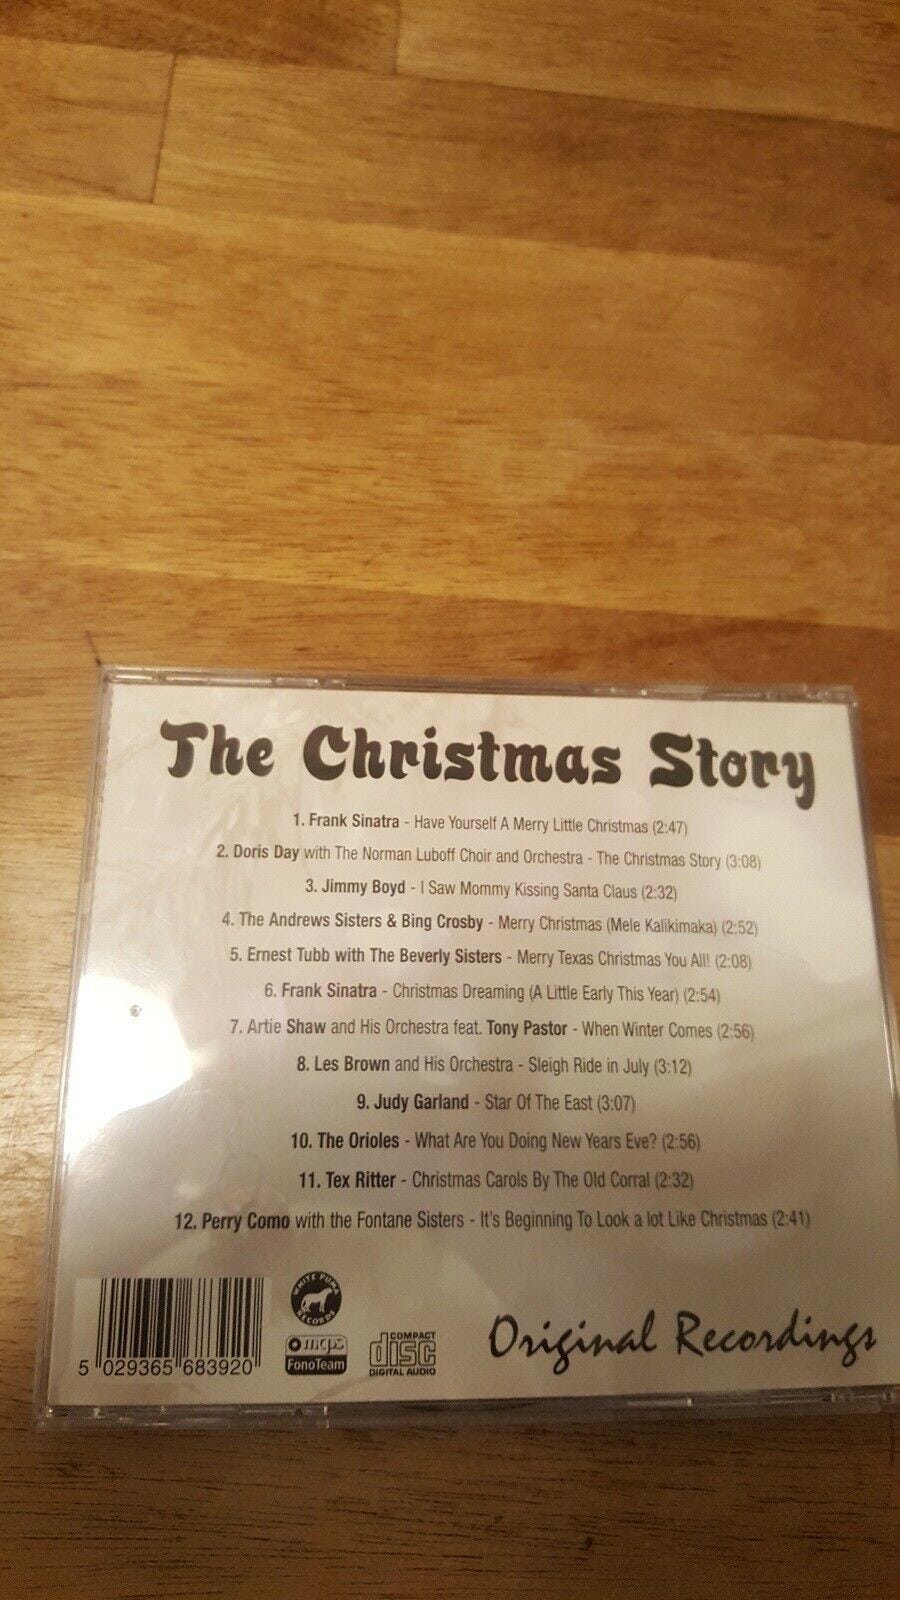 The Christmas Story
1. Frank Sinatra - Have Yourself A Merry Little Christmas (2:47)
2. Doris Day with The Norman Luboff Choir and Orchestra - The Christmas Story (3:08)
3. Jimmy Boyd - I Saw Mommy Kissing Santa Claus (2:32)
4. The Andrews Sisters & Bing Crosby - Merry Christmas (Mele Kalikimaka) (2:52)
5. Ernest Tubb with The Beverly Sisters - Merry Texas Christmas You All! (2:08)
6. Frank Sinatra - Christmas Dreaming (A Little Early This Year) (2:54)
7. Artie Shaw and His Orchestra feat. Tony Pastor - When Winter Comes (2:56)
8. Les Brown and His Orchestra - Sleigh Ride in July (3:12)
9. Judy Garland - Star Of The East (3:07)
10. The Orioles - What Are You Doing New Years Eve? (2:56)
11. Tex Ritter - Christmas Carols By The Old Corral (2:32)
12. Perry Como with the Fontane Sisters - It's Beginning To Look a lot Like Christmas (2:41)
5 029365 683920
WHITE PUMA
RECORDS
mcps
FonoTeam
COMPACT
disc
DIGITAL AUDIO
Original Recordings